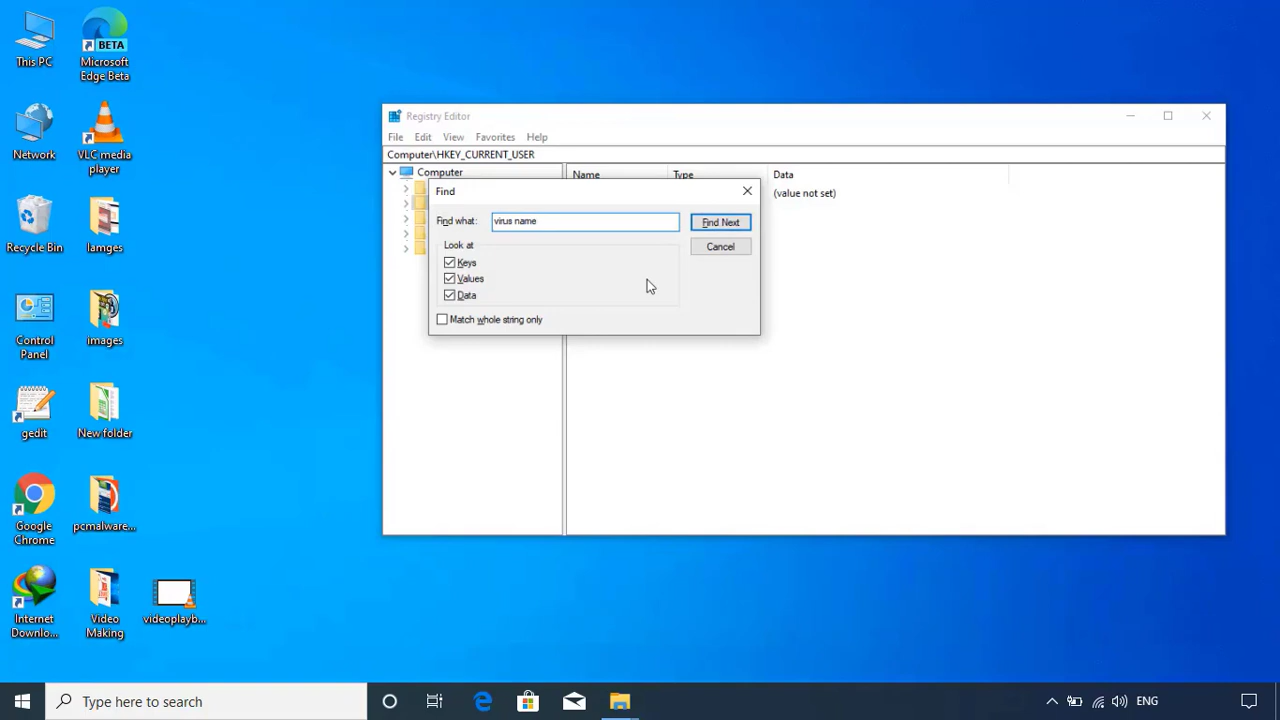 This PC
BETA
Microsoft
Edge Beta
Network
VLC media
player
Recycle Bin
Iamges
Control
Panel
images
gedit
New folder
Google
Chrome
pcmalware...
Internet
Downlo...
Video
Making
videoplayb...
Registry Editor
File Edit View Favorites Help
Computer\HKEY_CURRENT_USER
Computer
Name Type Data
(value not set)
Find
Find what: virus name
Find Next
Look at
Cancel
Keys
Values
Data
Match whole string only
Type here to search
ENG